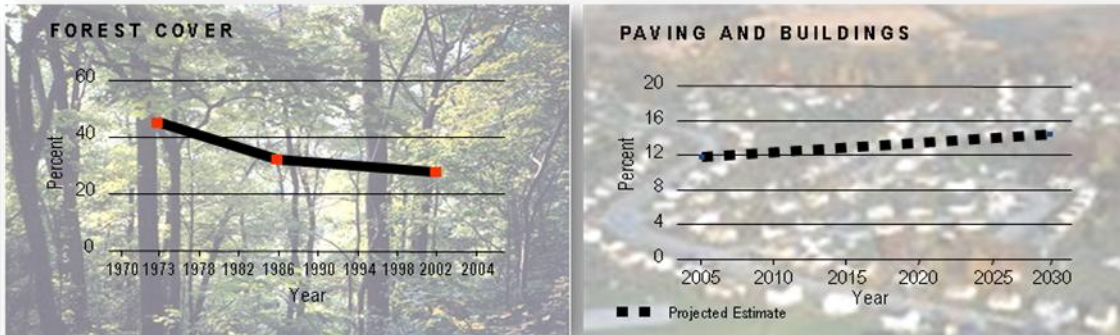 FOREST COVER
60
40
20
0
Percent
1970 1973 1978 1982 1986 1990 1994 1998 2002 2004
Year
PAVING AND BUILDINGS
20
16
12
8
4
0
Percent
2005 2010 2015 2020 2025 2030
Year
Projected Estimate